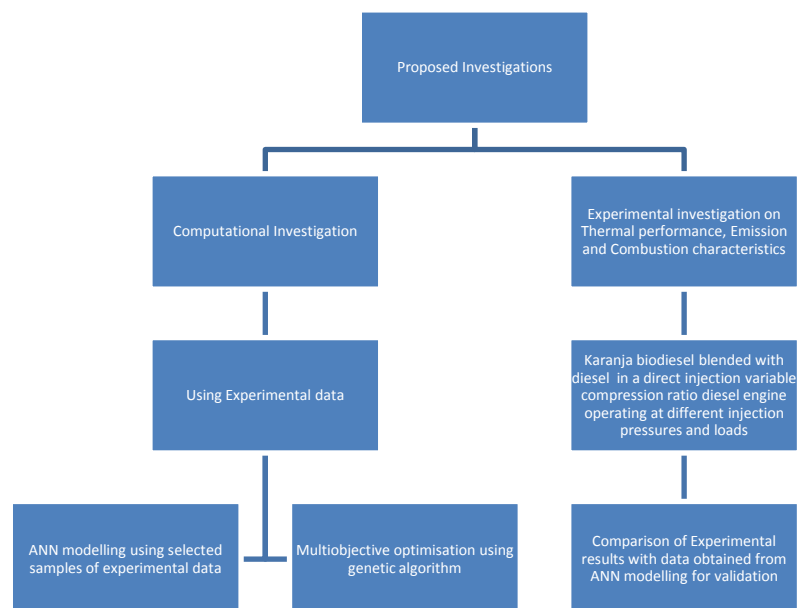 Proposed Investigations
Computational Investigation
Experimental investigation on
Thermal performance, Emission
and Combustion characteristics
Using Experimental data
Karanja biodiesel blended with
diesel in a direct injection variable
compression ratio diesel engine
operating at different injection
pressures and loads
ANN modelling using selected
samples of experimental data
Multiobjective optimisation using
genetic algorithm
Comparison of Experimental
results with data obtained from
ANN modelling for validation